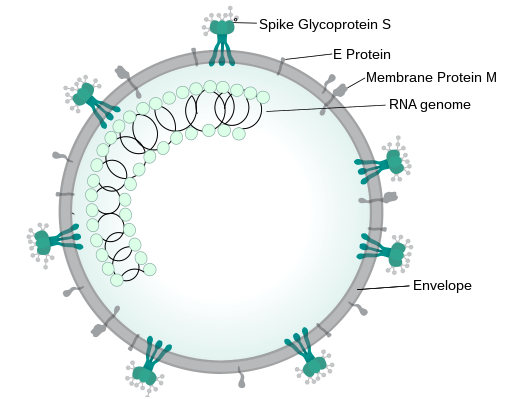 Spike Glycoprotein S
E Protein
Membrane Protein M
RNA genome
Envelope